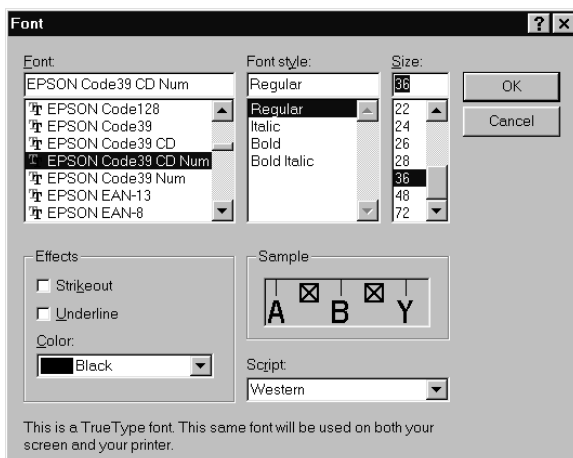 Font
Font:
Font style:
Size:
EPSON Code39 CD Num
Regular
36
OK
Cancel
EPSON Code128
EPSON Code39
EPSON Code39 CD
EPSON Code39 CD Num
EPSON Code39 Num
EPSON EAN-13
EPSON EAN-8
Regular
Italic
Bold
Bold Italic
22
24
26
28
36
48
72
Effects
Strikeout
Underline
Color:
Black
Sample
A B Y
Script:
Western
This is a TrueType font. This same font will be used on both your
screen and your printer.